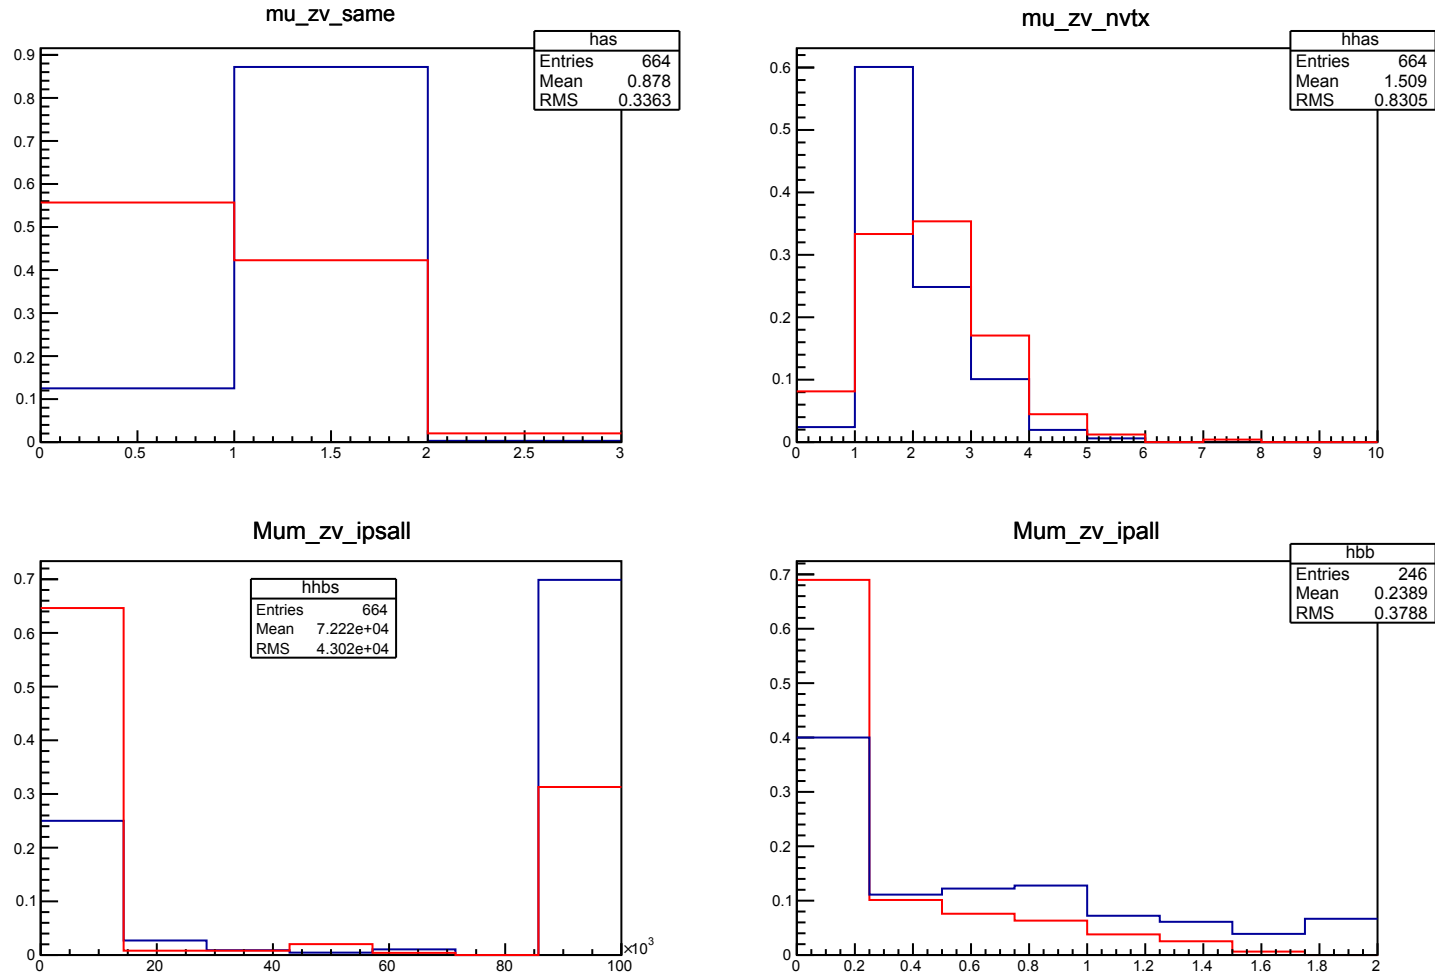 mu_zv_same
has
Entries 664
Mean 0.878
RMS 0.3363
0.9
0.8
0.7
0.6
0.5
0.4
0.3
0.2
0.1
0
0 0.5 1 1.5 2 2.5 3
mu_zv_nvtx
hhas
Entries 664
Mean 1.509
RMS 0.8305
0.6
0.5
0.4
0.3
0.2
0.1
0
0 1 2 3 4 5 6 7 8 9 10
Mum_zv_ipsall
hhbs
Entries 664
Mean 7.222e+04
RMS 4.302e+04
0.7
0.6
0.5
0.4
0.3
0.2
0.1
0
0 20 40 60 80 100
×10³
Mum_zv_ipall
hbb
Entries 246
Mean 0.2389
RMS 0.3788
0.7
0.6
0.5
0.4
0.3
0.2
0.1
0
0 0.2 0.4 0.6 0.8 1 1.2 1.4 1.6 1.8 2